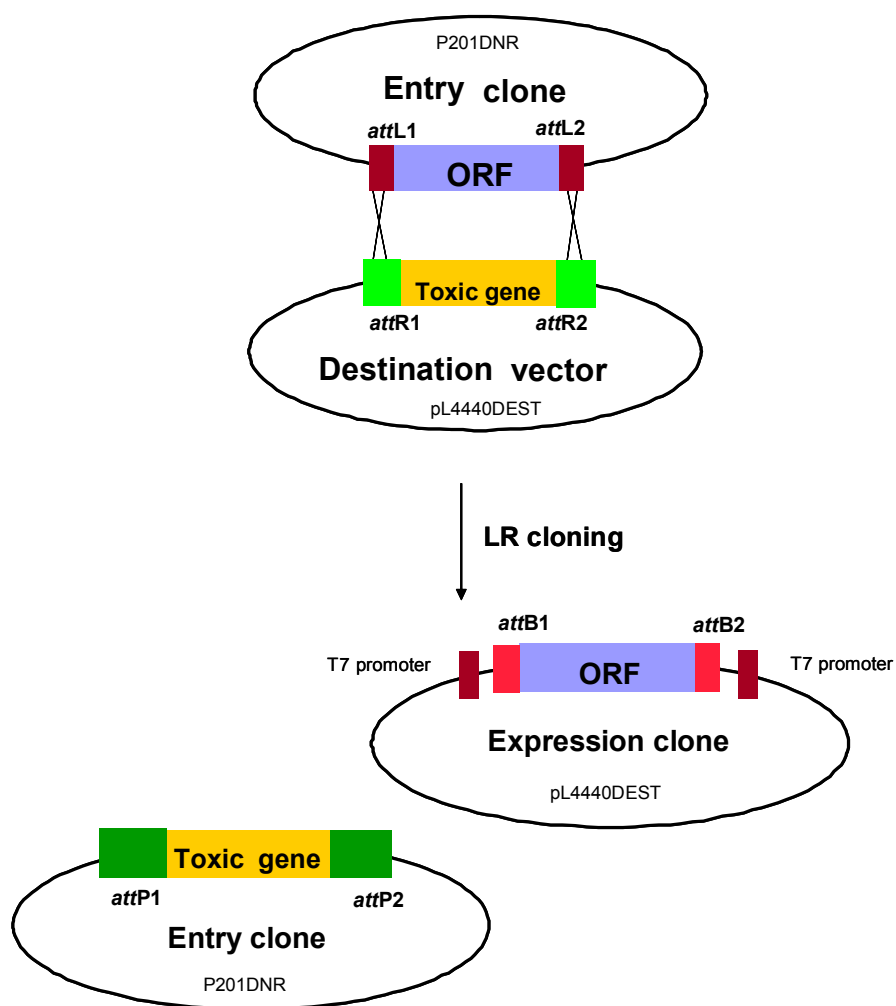 P201DNR
Entry clone
attL1
attL2
ORF
Toxic gene
attR1
attR2
Destination vector
pL4440DEST
LR cloning
attB1
attB2
T7 promoter
T7 promoter
ORF
Expression clone
pL4440DEST
Toxic gene
attP1
attP2
Entry clone
P201DNR